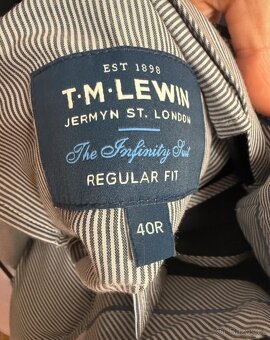 EST 1898
T·M·LEWIN
JERMYN ST. LONDON
The Infinity Suit
REGULAR FIT
40R